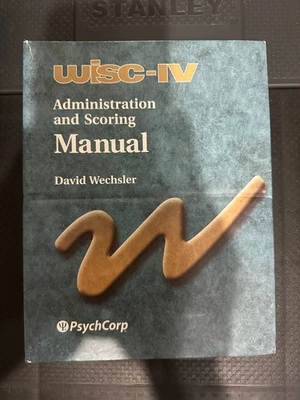 STANLEY
WISC-IV
Administration
and Scoring
Manual
David Wechsler
PsychCorp